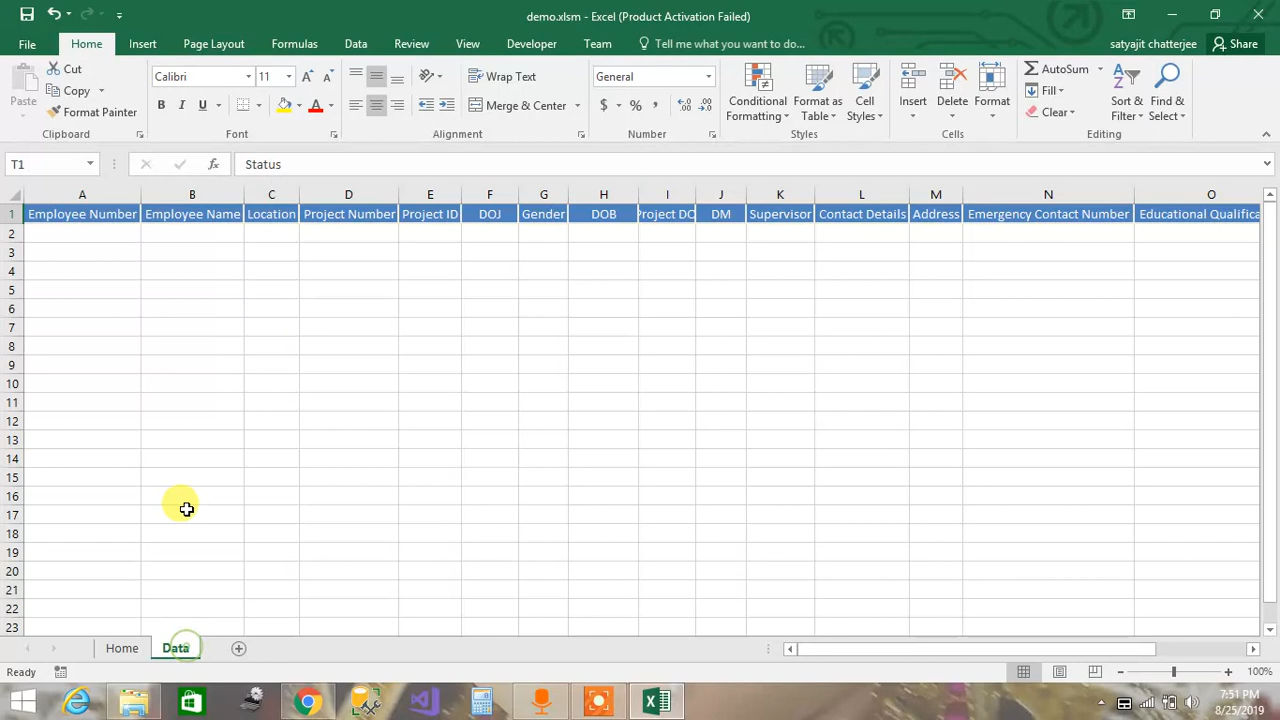 demo.xlsm - Excel (Product Activation Failed)
File Home Insert Page Layout Formulas Data Review View Developer Team Tell me what you want to do... satyajit chatterjee Share
Paste Cut Copy Format Painter
Clipboard
Calibri 11
B I U A
Font
Wrap Text
Merge & Center
Alignment
General
$ % ,
Number
Conditional Formatting Format as Table Cell Styles
Styles
Insert Delete Format
Cells
AutoSum
Fill
Clear
Sort & Filter Find & Select
Editing
T1 fx Status
A B C D E F G H I J K L M N O
1 Employee Number Employee Name Location Project Number Project ID DOJ Gender DOB Project DO DM Supervisor Contact Details Address Emergency Contact Number Educational Qualifica
2
3
4
5
6
7
8
9
10
11
12
13
14
15
16
17
18
19
20
21
22
23
Home Data
Ready 100%
7:51 PM
8/25/2019